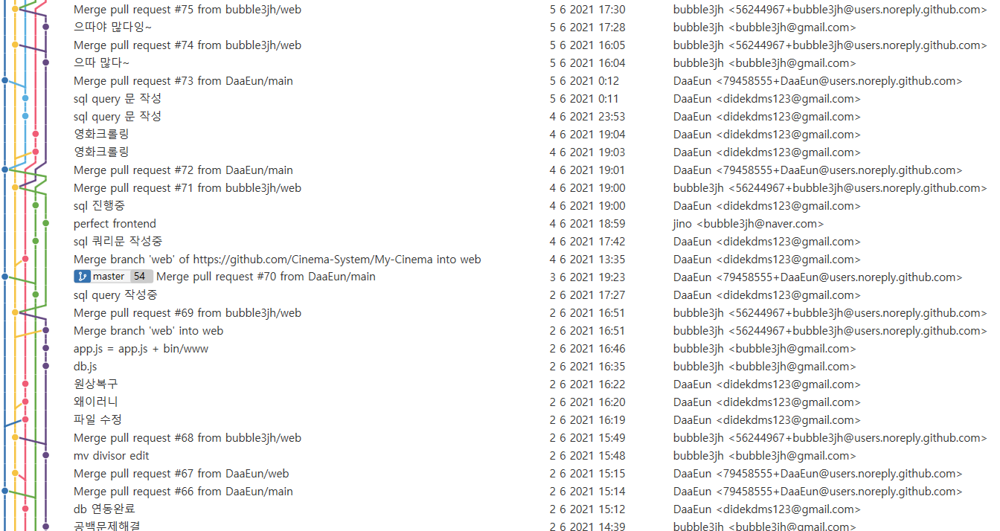 Merge pull request #75 from bubble3jh/web 5 6 2021 17:30 bubble3jh <56244967+bubble3jh@users.noreply.github.com>
으따야 많다잉~ 5 6 2021 17:28 bubble3jh <bubble3jh@gmail.com>
Merge pull request #74 from bubble3jh/web 5 6 2021 16:05 bubble3jh <56244967+bubble3jh@users.noreply.github.com>
으따 많다~ 5 6 2021 16:04 bubble3jh <bubble3jh@gmail.com>
Merge pull request #73 from DaaEun/main 5 6 2021 0:12 DaaEun <79458555+DaaEun@users.noreply.github.com>
sql query 문 작성 5 6 2021 0:11 DaaEun <didekdms123@gmail.com>
sql query 문 작성 4 6 2021 23:53 DaaEun <didekdms123@gmail.com>
영화크롤링 4 6 2021 19:04 DaaEun <didekdms123@gmail.com>
영화크롤링 4 6 2021 19:03 DaaEun <didekdms123@gmail.com>
Merge pull request #72 from DaaEun/main 4 6 2021 19:01 DaaEun <79458555+DaaEun@users.noreply.github.com>
Merge pull request #71 from bubble3jh/web 4 6 2021 19:00 bubble3jh <56244967+bubble3jh@users.noreply.github.com>
sql 진행중 4 6 2021 19:00 DaaEun <didekdms123@gmail.com>
perfect frontend 4 6 2021 18:59 jino <bubble3jh@naver.com>
sql 쿼리문 작성중 4 6 2021 17:42 DaaEun <didekdms123@gmail.com>
Merge branch 'web' of https://github.com/Cinema-System/My-Cinema into web 4 6 2021 13:35 DaaEun <didekdms123@gmail.com>
master 54 Merge pull request #70 from DaaEun/main 3 6 2021 19:23 DaaEun <79458555+DaaEun@users.noreply.github.com>
sql query 작성중 2 6 2021 17:27 DaaEun <didekdms123@gmail.com>
Merge pull request #69 from bubble3jh/web 2 6 2021 16:51 bubble3jh <56244967+bubble3jh@users.noreply.github.com>
Merge branch 'web' into web 2 6 2021 16:51 bubble3jh <56244967+bubble3jh@users.noreply.github.com>
app.js = app.js + bin/www 2 6 2021 16:46 bubble3jh <bubble3jh@gmail.com>
db.js 2 6 2021 16:35 bubble3jh <bubble3jh@gmail.com>
원상복구 2 6 2021 16:22 DaaEun <didekdms123@gmail.com>
왜이러니 2 6 2021 16:20 DaaEun <didekdms123@gmail.com>
파일 수정 2 6 2021 16:19 DaaEun <didekdms123@gmail.com>
Merge pull request #68 from bubble3jh/web 2 6 2021 15:49 bubble3jh <56244967+bubble3jh@users.noreply.github.com>
mv divisor edit 2 6 2021 15:48 bubble3jh <bubble3jh@gmail.com>
Merge pull request #67 from DaaEun/web 2 6 2021 15:15 DaaEun <79458555+DaaEun@users.noreply.github.com>
Merge pull request #66 from DaaEun/main 2 6 2021 15:14 DaaEun <79458555+DaaEun@users.noreply.github.com>
db 연동완료 2 6 2021 15:12 DaaEun <didekdms123@gmail.com>
공백문제해결 2 6 2021 14:39 bubble3jh <bubble3jh@gmail.com>